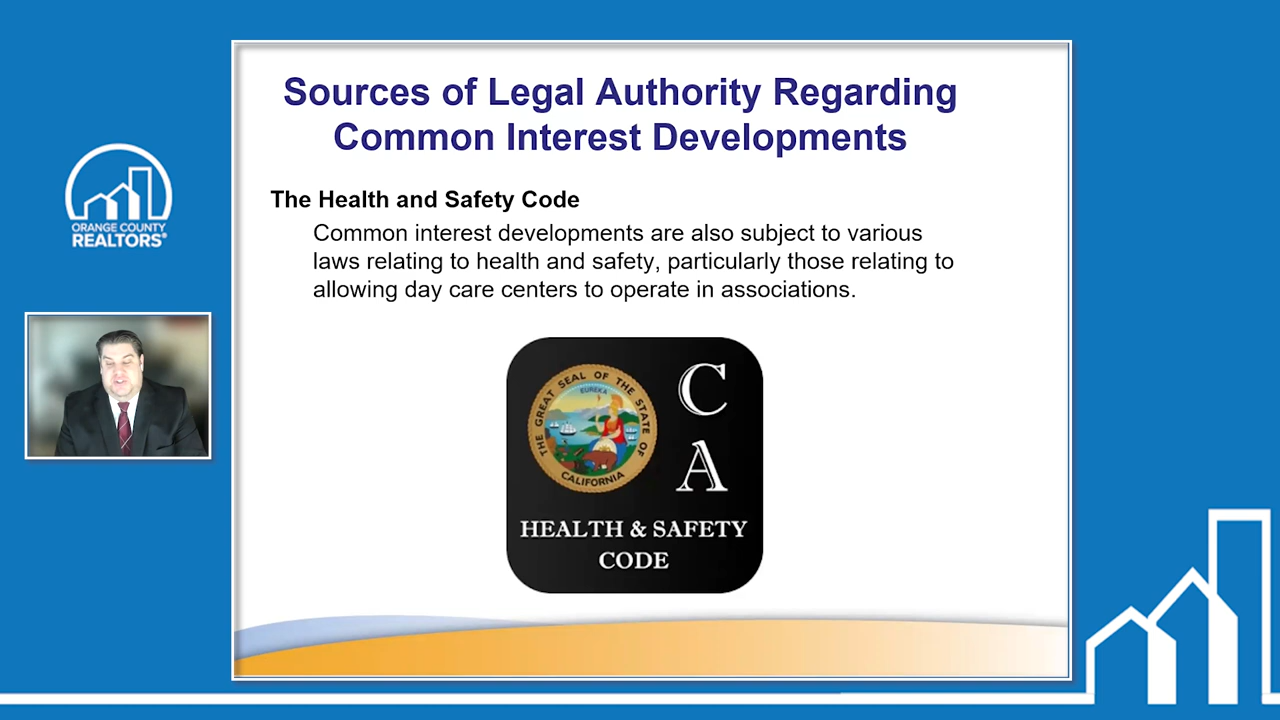 Sources of Legal Authority Regarding
Common Interest Developments
ORANGE COUNTY
REALTORS®
The Health and Safety Code
Common interest developments are also subject to various
laws relating to health and safety, particularly those relating to
allowing day care centers to operate in associations.
THE GREAT SEAL OF THE STATE OF CALIFORNIA
EUREKA
C
A
HEALTH & SAFETY
CODE